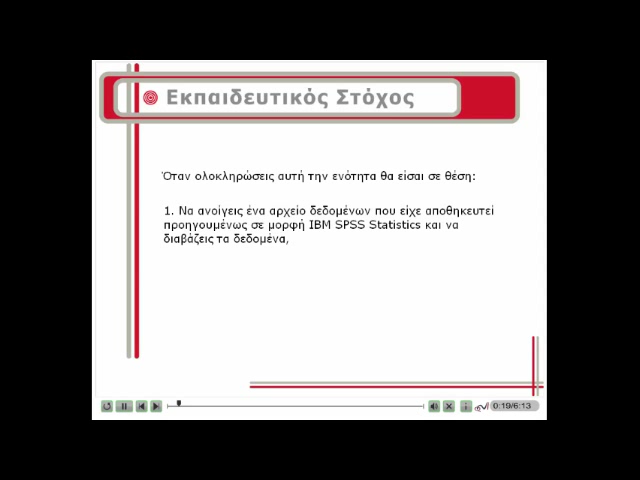 Εκπαιδευτικός Στόχος
Όταν ολοκληρώσεις αυτή την ενότητα θα είσαι σε θέση:
1. Να ανοίγεις ένα αρχείο δεδομένων που είχε αποθηκευτεί
προηγουμένως σε μορφή IBM SPSS Statistics και να
διαβάζεις τα δεδομένα,
0:19/6:13